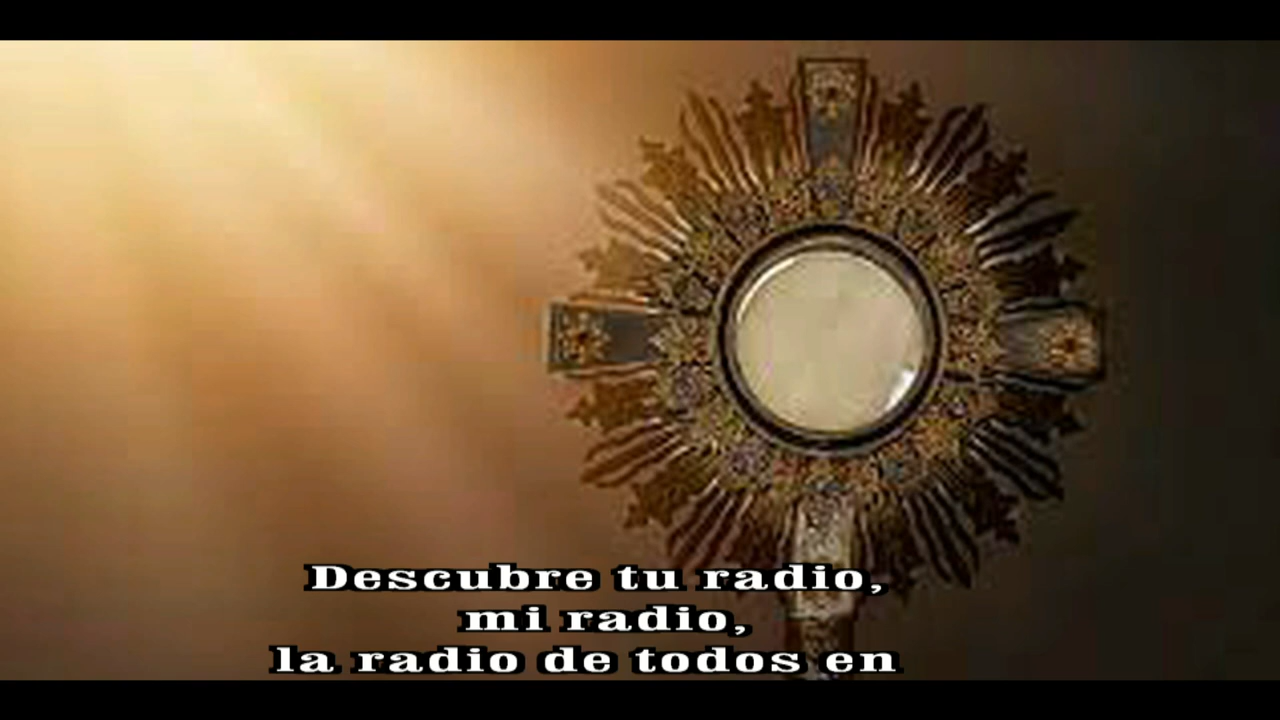 Descubre tu radio,
mi radio,
la radio de todos en